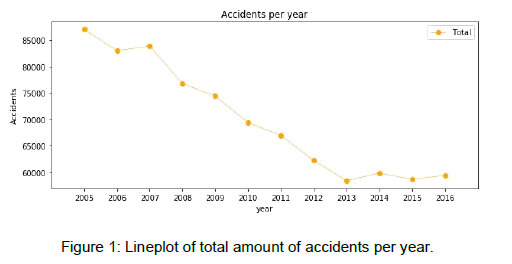 Accidents per year
Total
85000
80000
75000
70000
65000
60000
Accidents
2005 2006 2007 2008 2009 2010 2011 2012 2013 2014 2015 2016
year
Figure 1: Lineplot of total amount of accidents per year.